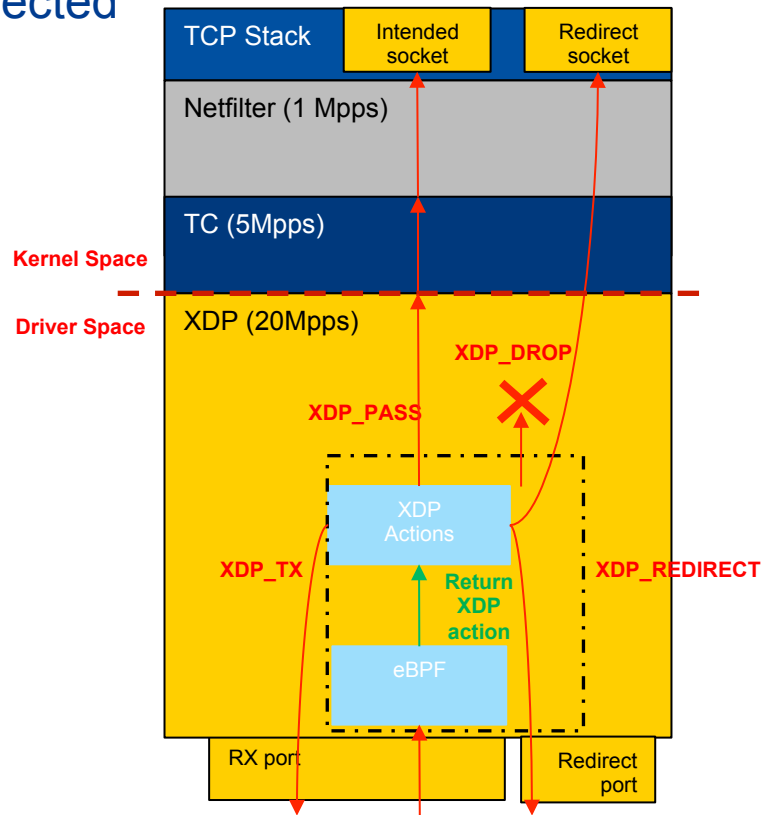 ected
TCP Stack
Intended
socket
Redirect
socket
Netfilter (1 Mpps)
TC (5Mpps)
Kernel Space
Driver Space
XDP (20Mpps)
XDP_DROP
XDP_PASS
XDP
Actions
XDP_TX
XDP_REDIRECT
Return
XDP
action
eBPF
RX port
Redirect
port